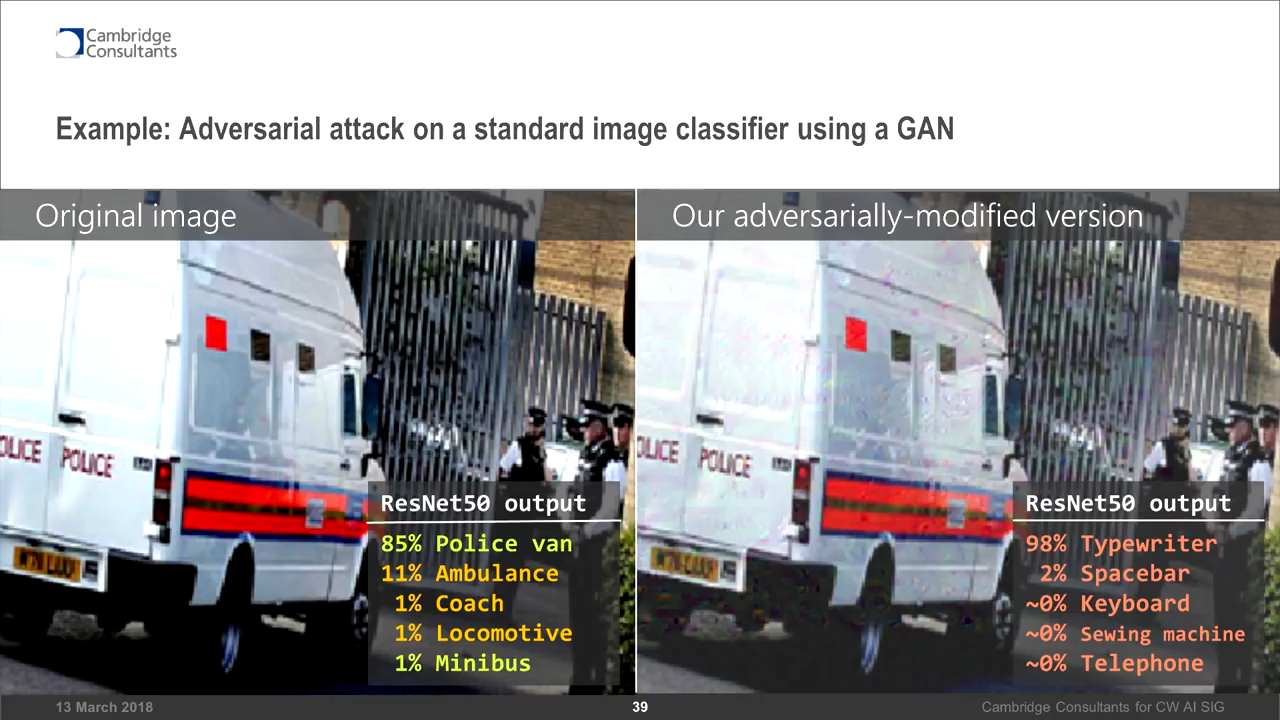 Cambridge
Consultants
Example: Adversarial attack on a standard image classifier using a GAN
Original image
POLICE
ResNet50 output
85% Police van
11% Ambulance
1% Coach
1% Locomotive
1% Minibus
Our adversarially-modified version
POLICE
ResNet50 output
98% Typewriter
2% Spacebar
~0% Keyboard
~0% Sewing machine
~0% Telephone
13 March 2018
39
Cambridge Consultants for CW AI SIG